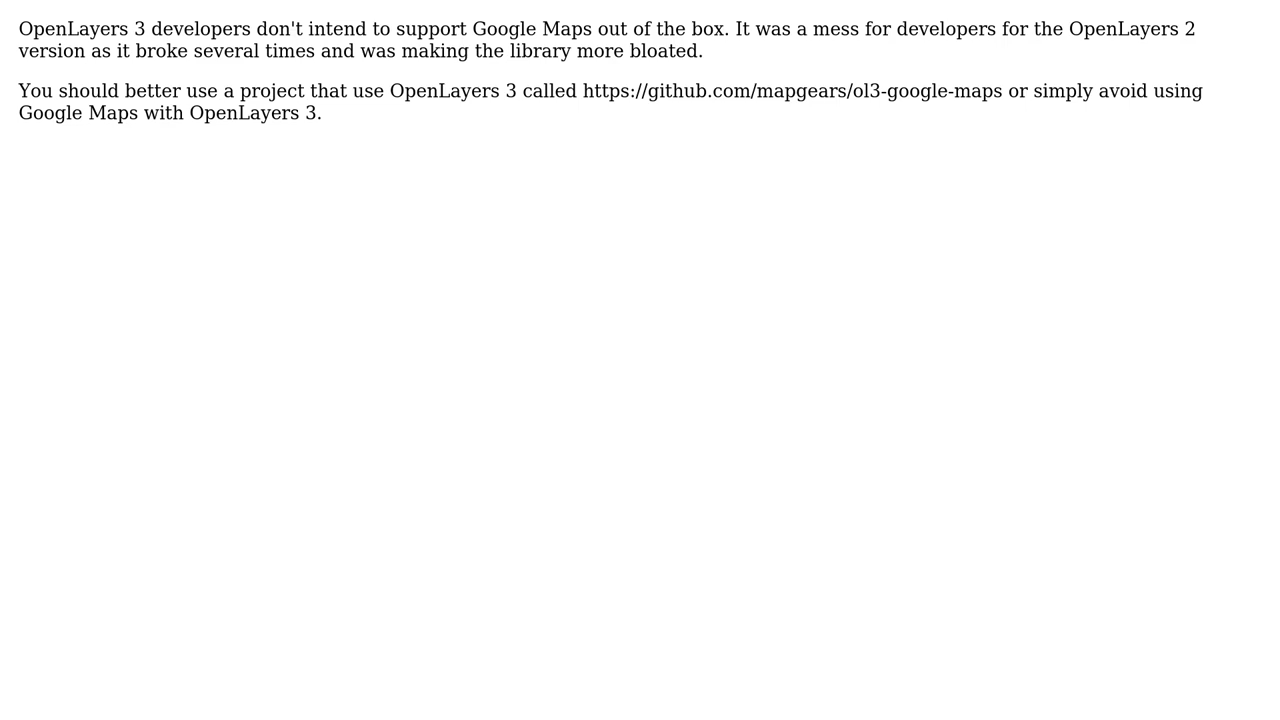 OpenLayers 3 developers don't intend to support Google Maps out of the box. It was a mess for developers for the OpenLayers 2
version as it broke several times and was making the library more bloated.
You should better use a project that use OpenLayers 3 called https://github.com/mapgears/ol3-google-maps or simply avoid using
Google Maps with OpenLayers 3.